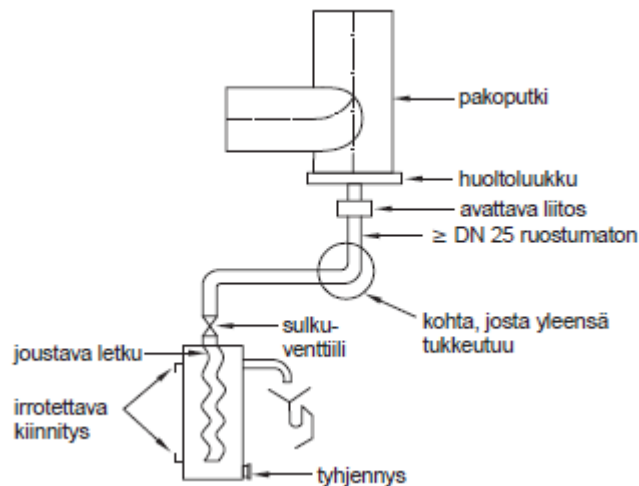 pakoputki
huoltoluukku
avattava liitos
≥ DN 25 ruostumaton
kohta, josta yleensä
tukkeutuu
sulku-
venttiili
joustava letku
irrotettava
kiinnitys
tyhjennys